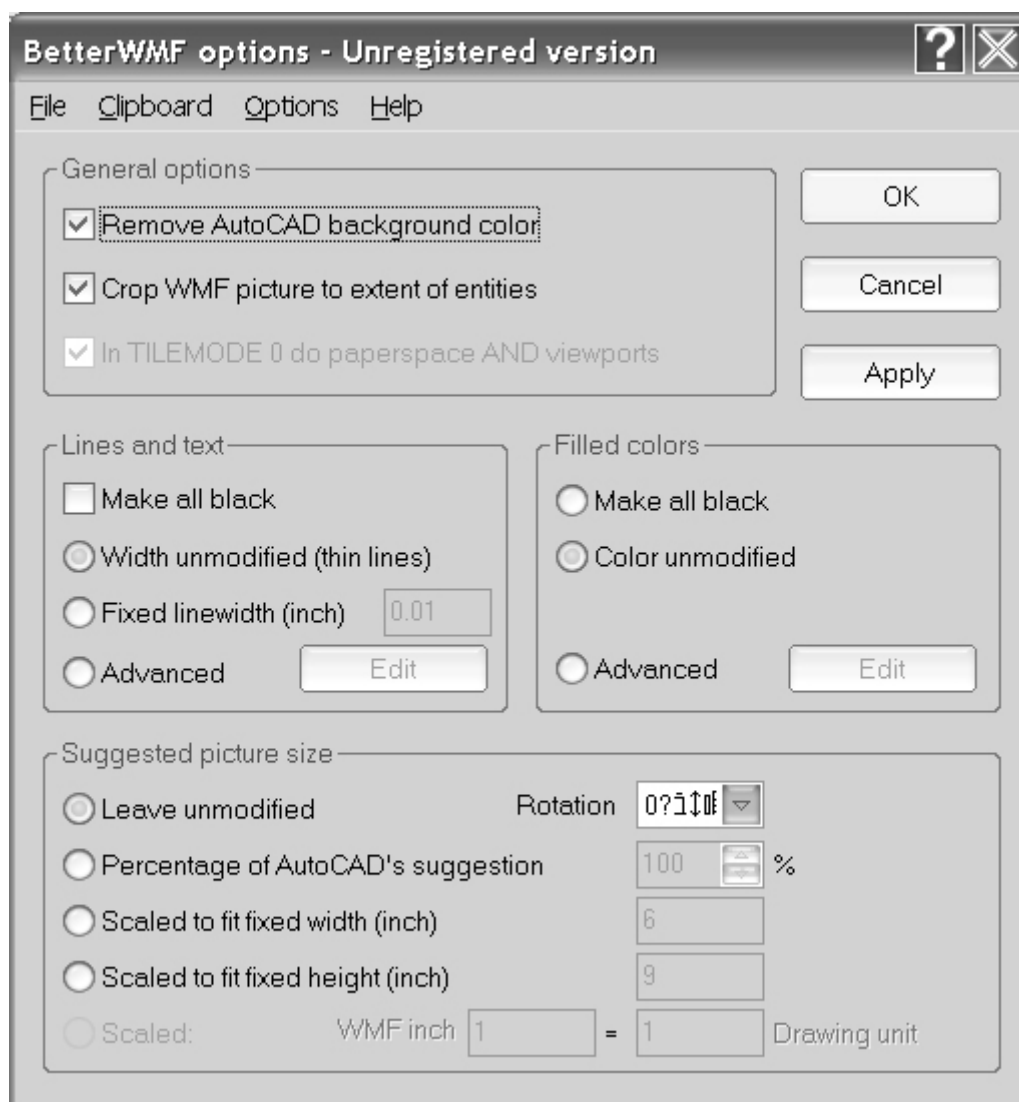 BetterWMF options - Unregistered version
File Clipboard Options Help
General options
Remove AutoCAD background color
Crop WMF picture to extent of entities
In TILEMODE 0 do paperspace AND viewports
OK
Cancel
Apply
Lines and text
Make all black
Width unmodified (thin lines)
Fixed linewidth (inch) 0.01
Advanced Edit
Filled colors
Make all black
Color unmodified
Advanced Edit
Suggested picture size
Leave unmodified Rotation
Percentage of AutoCAD's suggestion 100 %
Scaled to fit fixed width (inch) 6
Scaled to fit fixed height (inch) 9
Scaled: WMF inch 1 = 1 Drawing unit